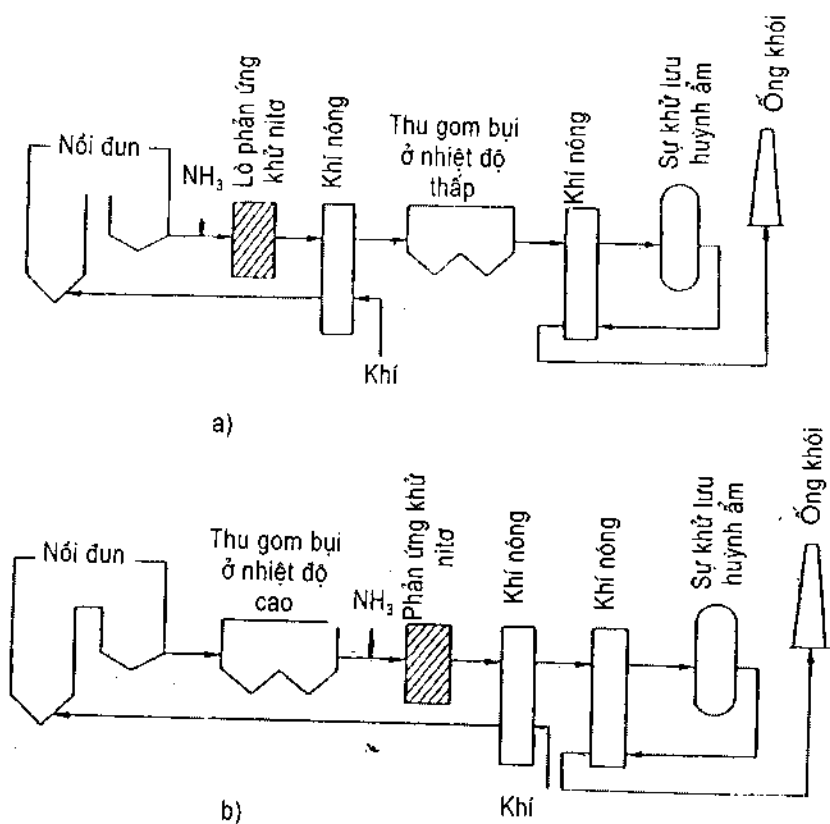 Nồi đun
NH₃
Lò phản ứng
khử nitơ
Khí nóng
Thu gom bụi
ở nhiệt độ
thấp
Khí nóng
Sự khử lưu
huỳnh ẩm
Ống khói
Khí
a)
Nồi đun
Thu gom bụi
ở nhiệt độ
cao
NH₃
Phản ứng khử
nitơ
Khí nóng
Khí nóng
Sự khử lưu
huỳnh ẩm
Ống khói
Khí
b)